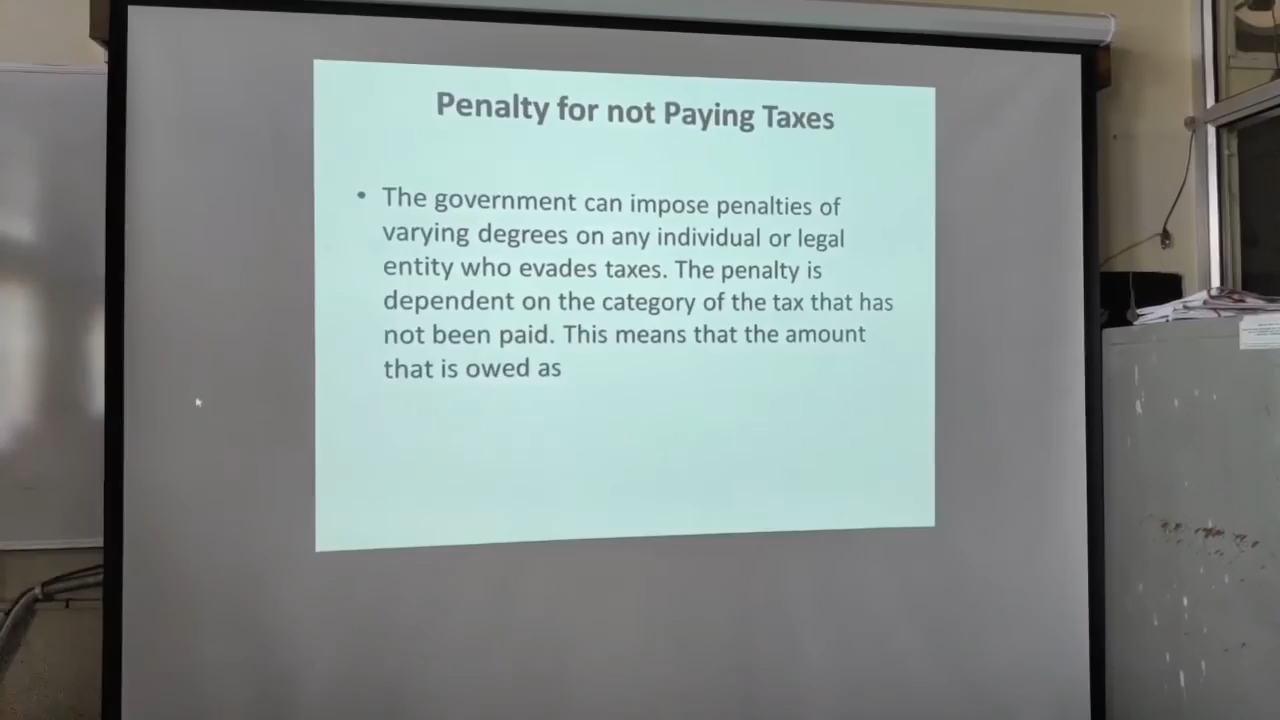 Penalty for not Paying Taxes
• The government can impose penalties of
varying degrees on any individual or legal
entity who evades taxes. The penalty is
dependent on the category of the tax that has
not been paid. This means that the amount
that is owed as